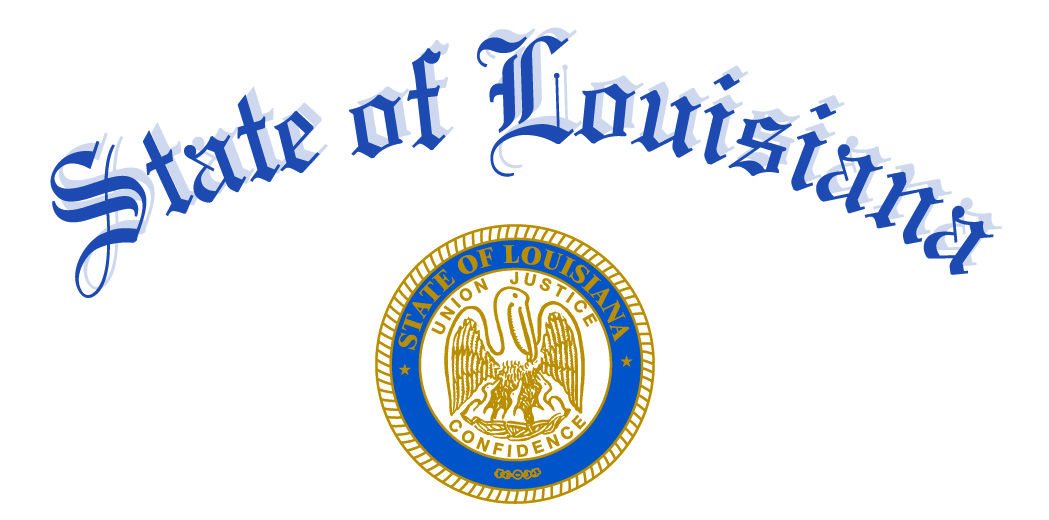 State of Louisiana
STATE OF LOUISIANA
UNION JUSTICE
CONFIDENCE